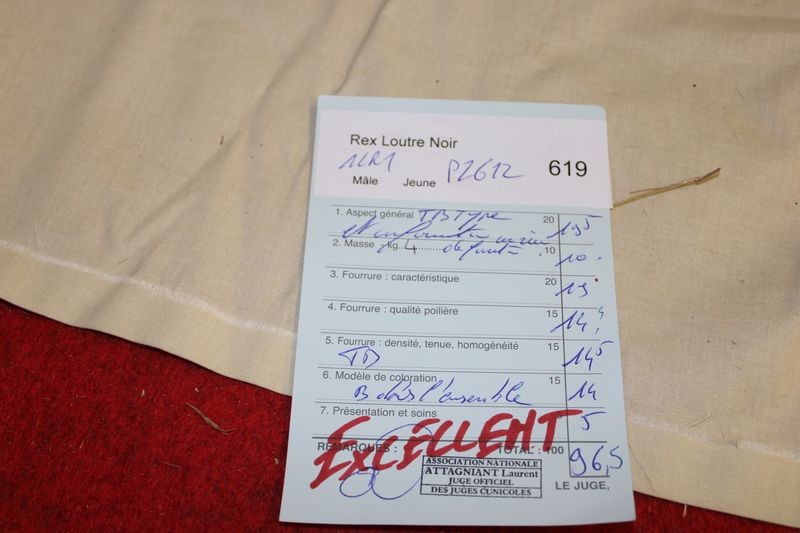 Rex Loutre Noir
1LR1 P2612 619
Mâle Jeune
1. Aspect général TB Type 20 19,5
2. Masse kg 4 10 10
3. Fourrure : caractéristique 20 19
4. Fourrure : qualité poilière 15 14,5
5. Fourrure : densité, tenue, homogénéité 15 14,5
TB
6. Modèle de coloration 15 14
B dans l'ensemble
7. Présentation et soins 5
EXCELLENT
REMARQUES : TOTAL : 100 96,5
ASSOCIATION NATIONALE
ATTAGNIANT Laurent
JUGE OFFICIEL
DES JUGES CUNICOLES
LE JUGE,